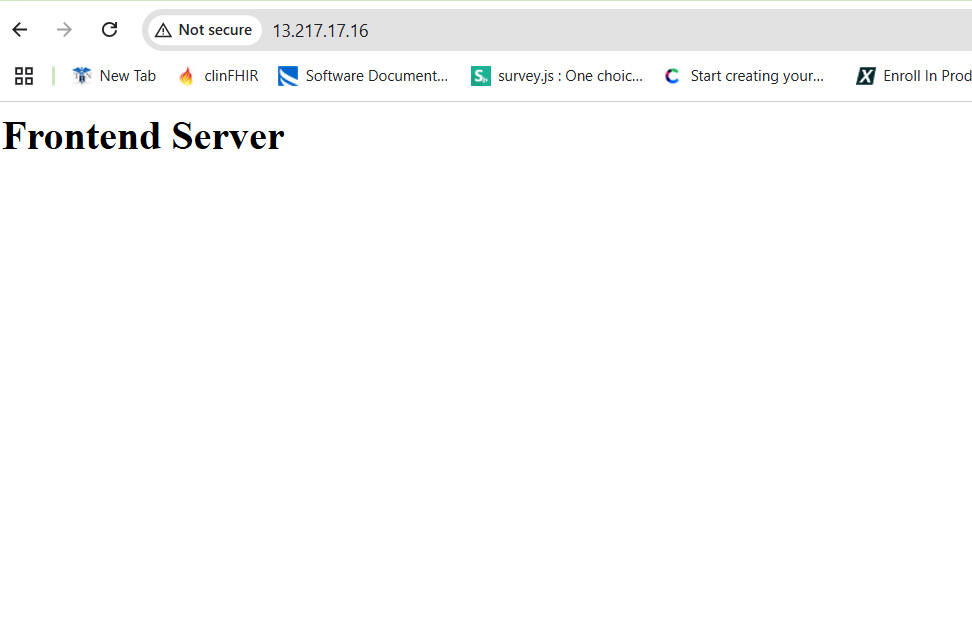 Not secure 13.217.17.16
New Tab clinFHIR Software Document... survey.js : One choic... Start creating your... Enroll In Prod
Frontend Server